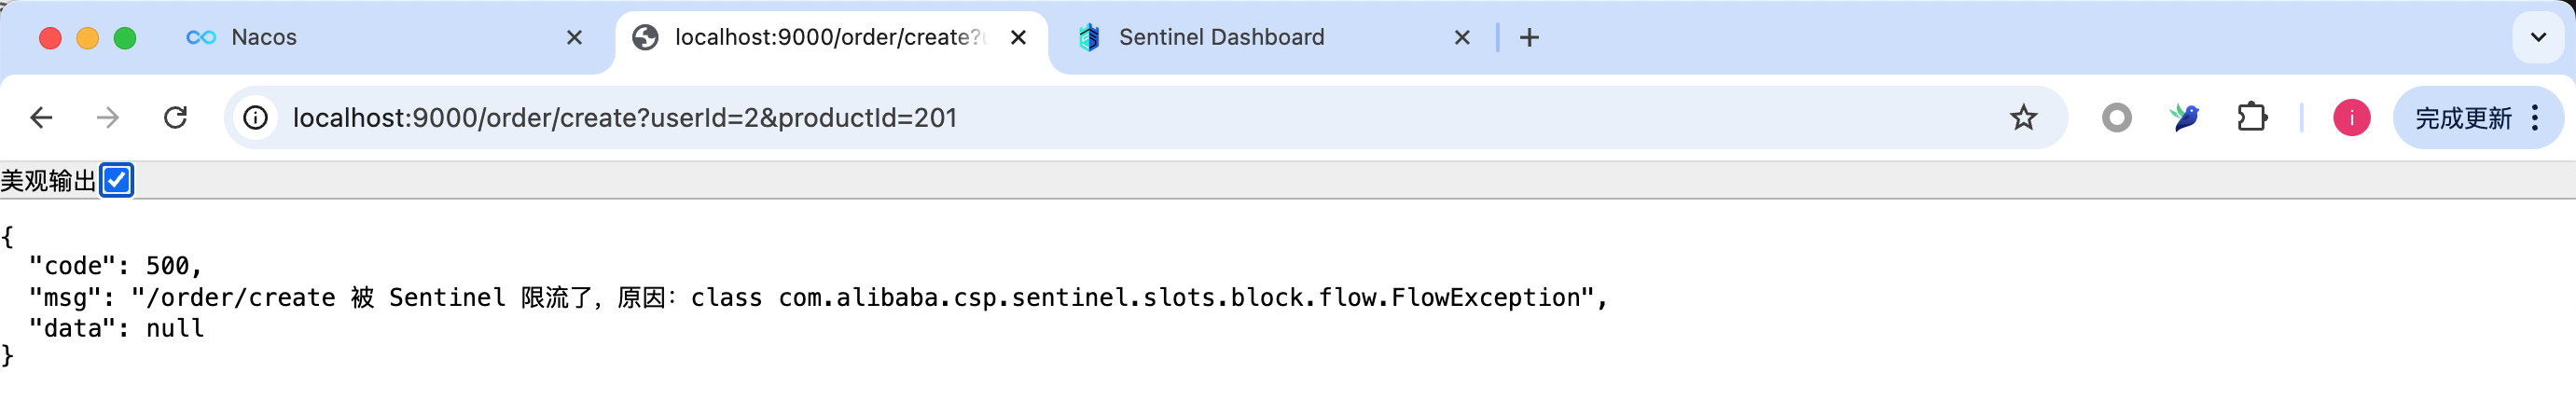 Nacos
localhost:9000/order/create?u
Sentinel Dashboard
localhost:9000/order/create?userId=2&productId=201
i
完成更新
美观输出
{
"code": 500,
"msg": "/order/create 被 Sentinel 限流了，原因：class com.alibaba.csp.sentinel.slots.block.flow.FlowException",
"data": null
}